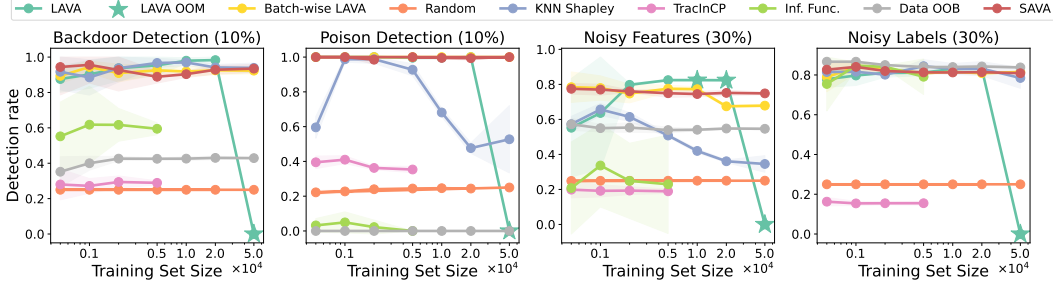 LAVA LAVA OOM Batch-wise LAVA Random KNN Shapley TracInCP Inf. Func. Data OOB SAVA
Backdoor Detection (10%) Poison Detection (10%) Noisy Features (30%) Noisy Labels (30%)
Detection rate
1.0
0.8
0.6
0.4
0.2
0.0
0.1 0.5 1.0 2.0 5.0
×10⁴
Training Set Size
1.0
0.8
0.6
0.4
0.2
0.0
0.1 0.5 1.0 2.0 5.0
×10⁴
Training Set Size
1.0
0.8
0.6
0.4
0.2
0.0
0.1 0.5 1.0 2.0 5.0
×10⁴
Training Set Size
0.8
0.6
0.4
0.2
0.0
0.1 0.5 1.0 2.0 5.0
×10⁴
Training Set Size